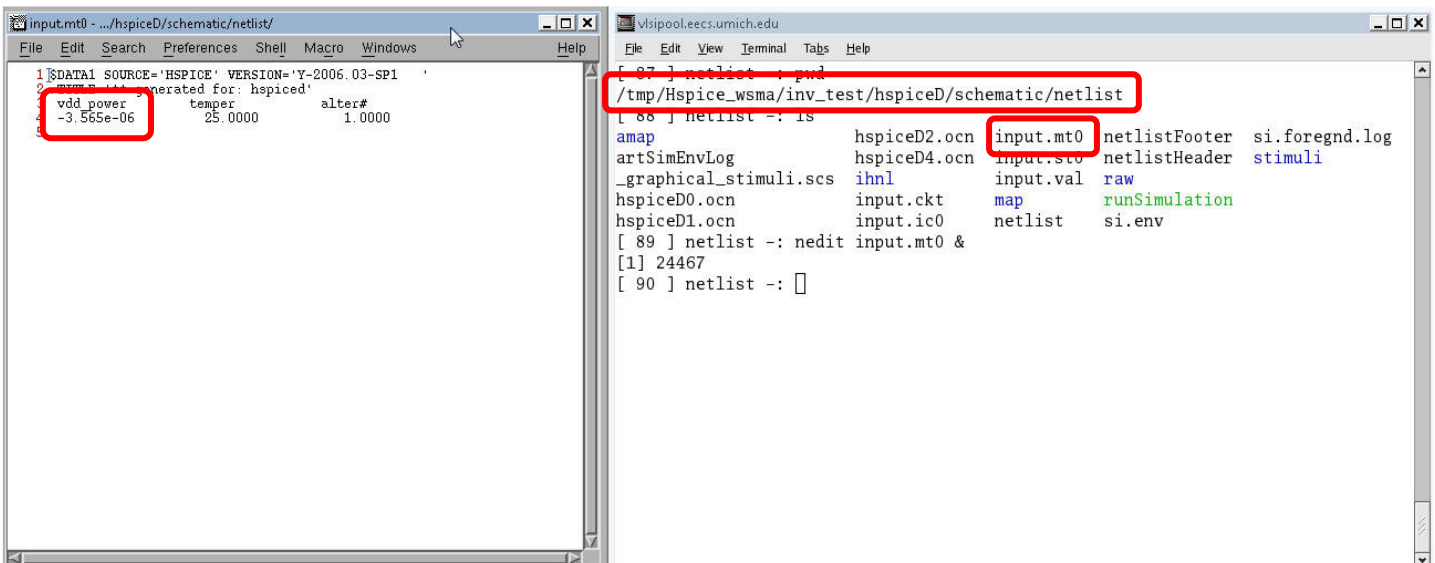 input.mt0 - .../hspiceD/schematic/netlist/
File Edit Search Preferences Shell Macro Windows Help
1 $DATA1 SOURCE='HSPICE' VERSION='Y-2006.03-SP1 '
2 .TITLE '** generated for: hspiced'
3 vdd_power temper alter#
4 -3.565e-06 25.0000 1.0000
5
vlsipool.eecs.umich.edu
File Edit View Terminal Tabs Help
[ 87 ] netlist -: pwd
/tmp/Hspice_wsma/inv_test/hspiceD/schematic/netlist
[ 88 ] netlist -: ls
amap hspiceD2.ocn input.mt0 netlistFooter si.foregnd.log
artSimEnvLog hspiceD4.ocn input.st0 netlistHeader stimuli
_graphical_stimuli.scs ihnl input.val raw
hspiceD0.ocn input.ckt map runSimulation
hspiceD1.ocn input.ic0 netlist si.env
[ 89 ] netlist -: nedit input.mt0 &
[1] 24467
[ 90 ] netlist -: